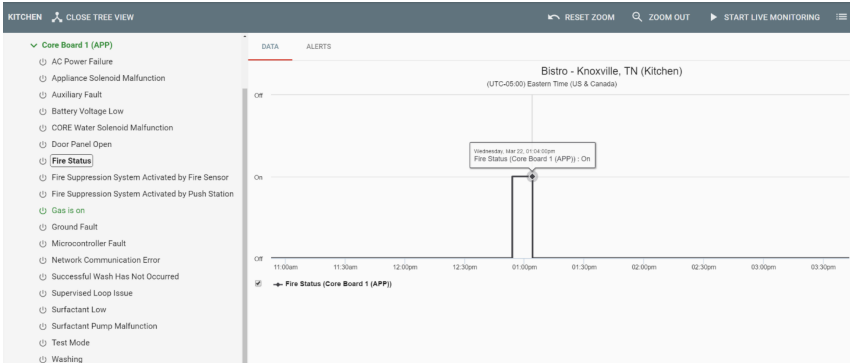 KITCHEN CLOSE TREE VIEW RESET ZOOM ZOOM OUT START LIVE MONITORING
Core Board 1 (APP)
AC Power Failure
Appliance Solenoid Malfunction
Auxiliary Fault
Battery Voltage Low
CORE Water Solenoid Malfunction
Door Panel Open
Fire Status
Fire Suppression System Activated by Fire Sensor
Fire Suppression System Activated by Push Station
Gas is on
Ground Fault
Microcontroller Fault
Network Communication Error
Successful Wash Has Not Occurred
Supervised Loop Issue
Surfactant Low
Surfactant Pump Malfunction
Test Mode
Washing
DATA ALERTS
Bistro - Knoxville, TN (Kitchen)
(UTC-05:00) Eastern Time (US & Canada)
Off
Wednesday, Mar 22, 01:04:00pm
Fire Status (Core Board 1 (APP)) : On
On
Off
11:00am 11:30am 12:00pm 12:30pm 01:00pm 01:30pm 02:00pm 02:30pm 03:00pm 03:30pm
Fire Status (Core Board 1 (APP))